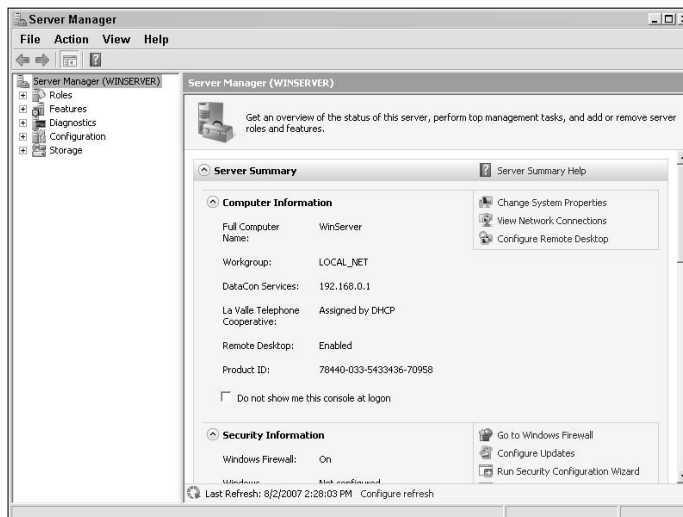 Server Manager
File Action View Help
Server Manager (WINSERVER)
Roles
Features
Diagnostics
Configuration
Storage
Server Manager (WINSERVER)
Get an overview of the status of this server, perform top management tasks, and add or remove server
roles and features.
Server Summary
Server Summary Help
Computer Information
Full Computer
Name:
WinServer
Workgroup:
LOCAL_NET
DataCon Services:
192.168.0.1
La Valle Telephone
Cooperative:
Assigned by DHCP
Remote Desktop:
Enabled
Product ID:
78440-033-5433436-70958
Do not show me this console at logon
Change System Properties
View Network Connections
Configure Remote Desktop
Security Information
Windows Firewall:
On
Windows
Not configured
Go to Windows Firewall
Configure Updates
Run Security Configuration Wizard
Last Refresh: 8/2/2007 2:28:03 PM Configure refresh